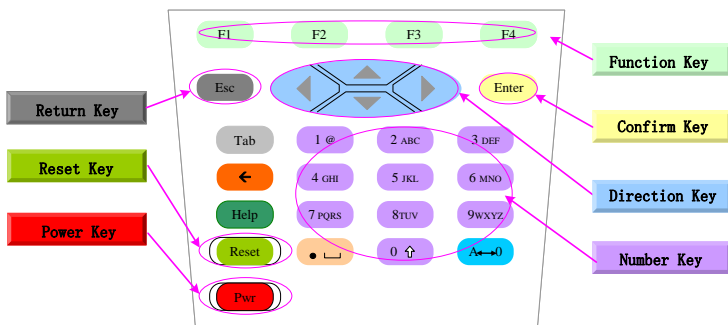 F1 F2 F3 F4
Function Key
Esc Enter
Return Key
Confirm Key
Tab 1 @ 2 ABC 3 DEF
Reset Key
4 GHI 5 JKL 6 MNO
Direction Key
Help 7 PQRS 8TUV 9WXYZ
Power Key
Reset 0 A 0
Number Key
Pwr